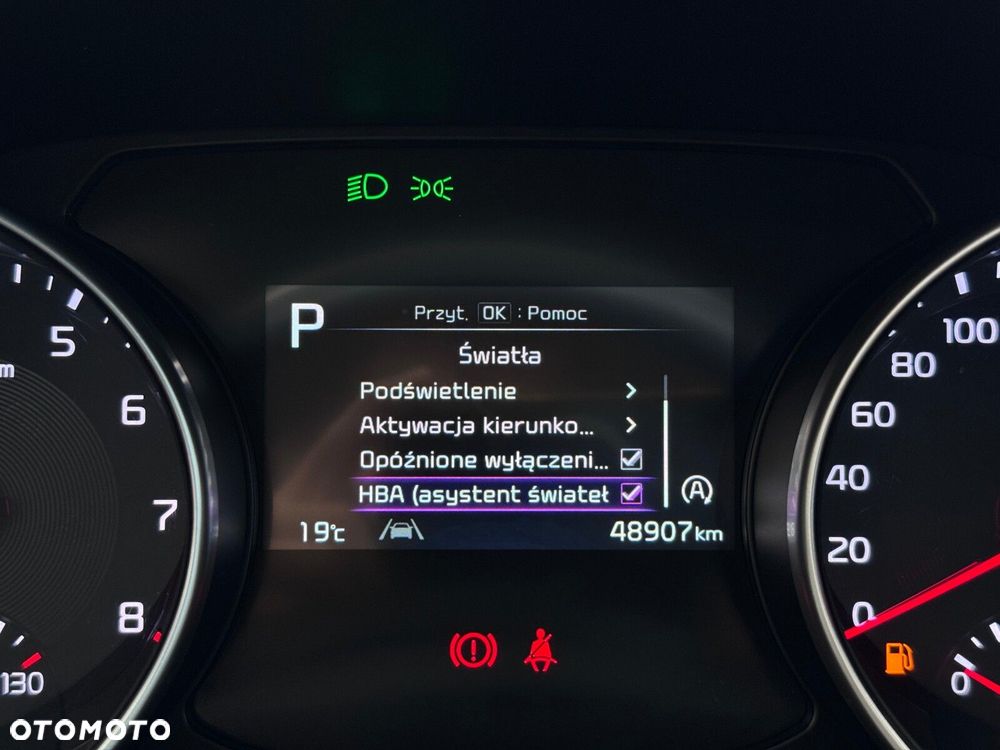 P
Przyt. OK : Pomoc
Światła
Podświetlenie
Aktywacja kierunko...
Opóźnione wyłączeni...
HBA (asystent świateł
A
19°C
48907km
m
5
6
7
8
130
100
80
60
40
20
0
0
OTOMOTO